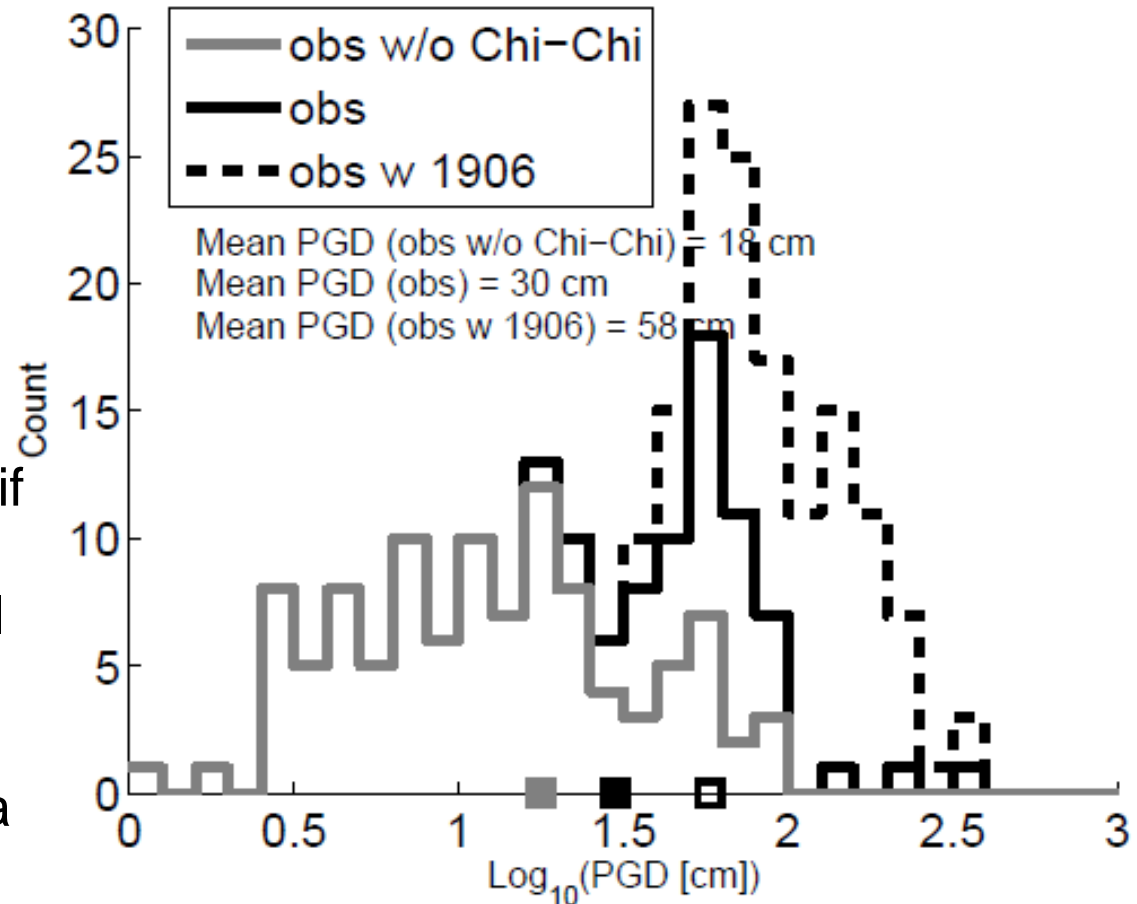 30
obs w/o Chi−Chi
obs
25
obs w 1906
Mean PGD (obs w/o Chi−Chi) = 18 cm
20
Mean PGD (obs) = 30 cm
Mean PGD (obs w 1906) = 58 cm
Count
15
if
10
5
a
0
0 0.5 1 1.5 2 2.5 3
Log10(PGD [cm])